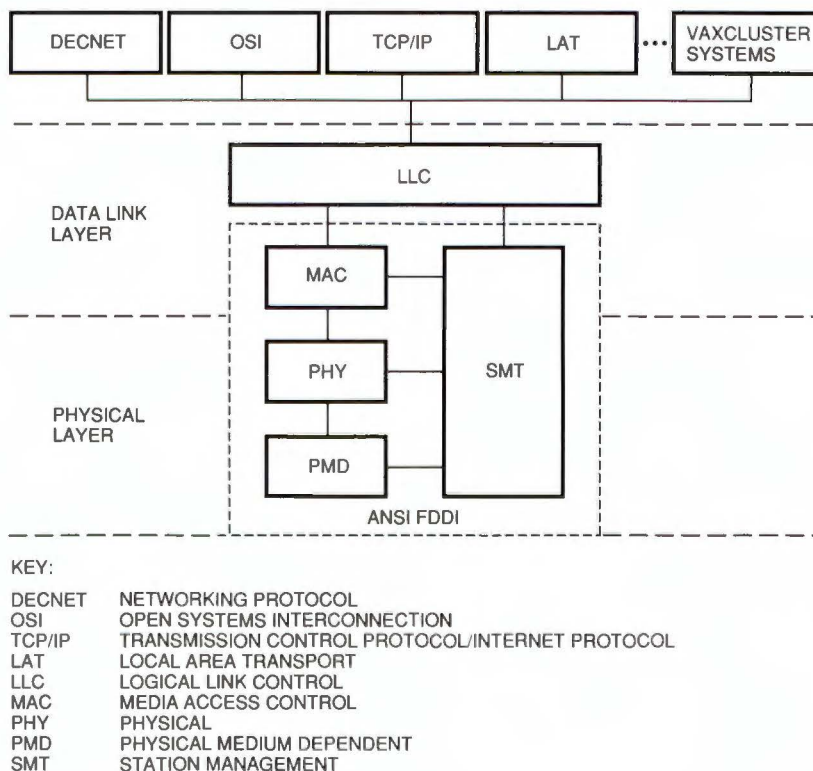 DECNET
OSI
TCP/IP
LAT
...
VAXCLUSTER
SYSTEMS
LLC
DATA LINK
LAYER
MAC
SMT
PHY
PHYSICAL
LAYER
PMD
ANSI FDDI
KEY:
DECNET NETWORKING PROTOCOL
OSI OPEN SYSTEMS INTERCONNECTION
TCP/IP TRANSMISSION CONTROL PROTOCOL/INTERNET PROTOCOL
LAT LOCAL AREA TRANSPORT
LLC LOGICAL LINK CONTROL
MAC MEDIA ACCESS CONTROL
PHY PHYSICAL
PMD PHYSICAL MEDIUM DEPENDENT
SMT STATION MANAGEMENT